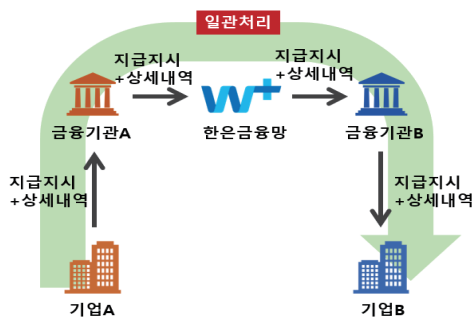 일관처리
지급지시
+상세내역
지급지시
+상세내역
W+
금융기관A
한은금융망
금융기관B
지급지시
+상세내역
지급지시
+상세내역
기업A
기업B